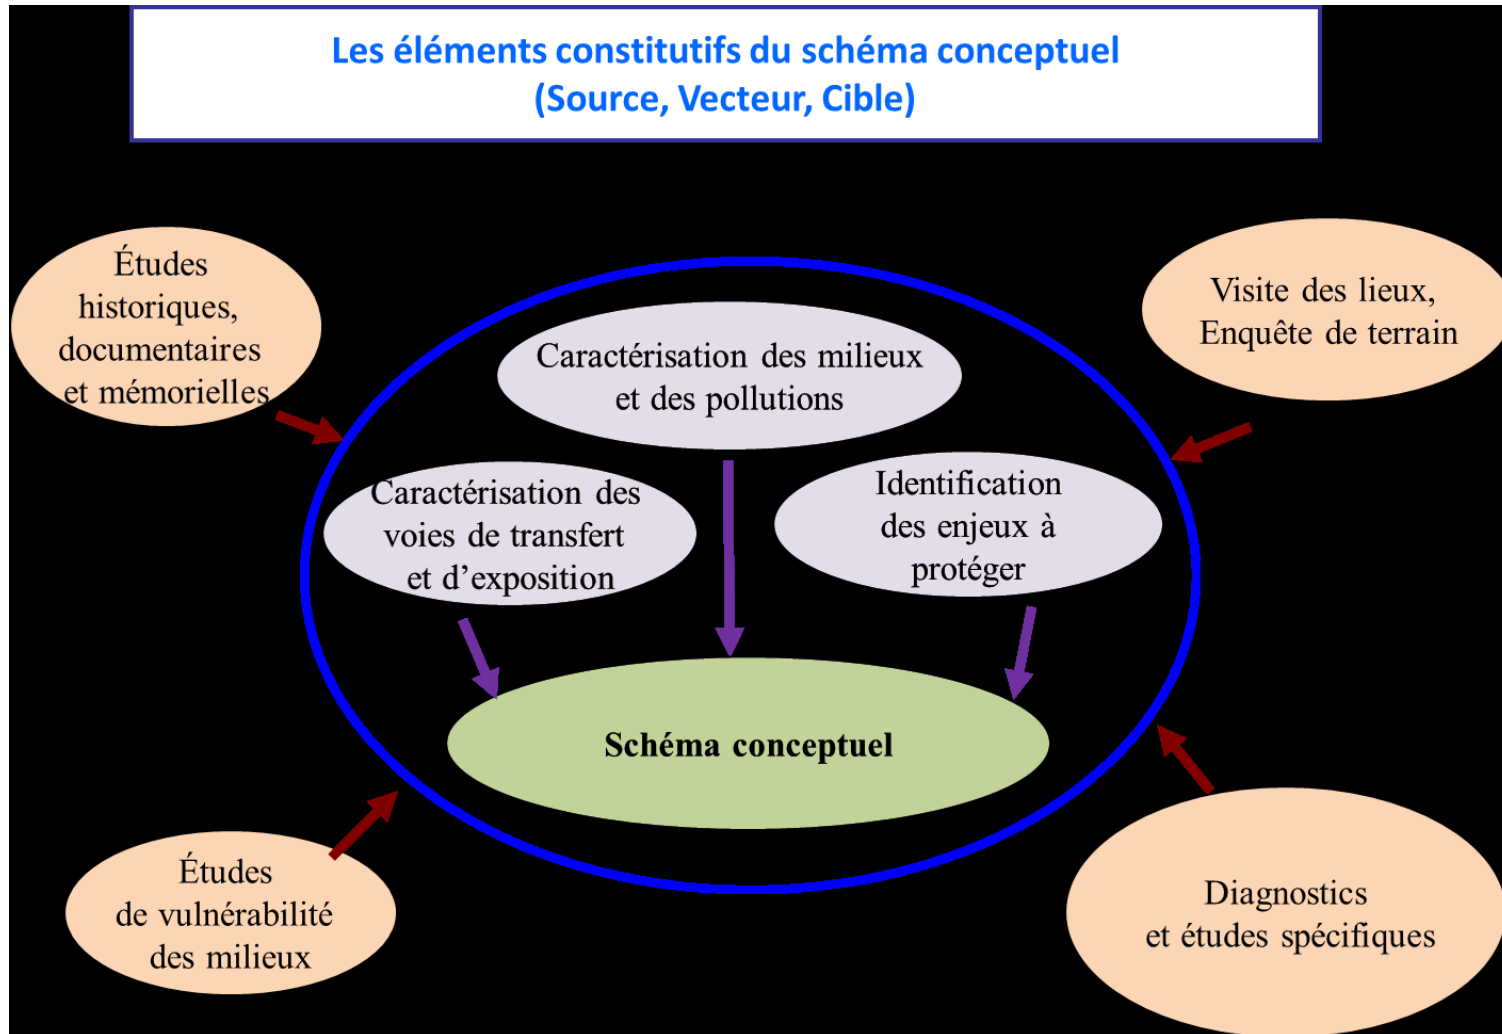 Les éléments constitutifs du schéma conceptuel
(Source, Vecteur, Cible)
Études
historiques,
documentaires
et mémorielles
Visite des lieux,
Enquête de terrain
Caractérisation des milieux
et des pollutions
Caractérisation des
voies de transfert
et d’exposition
Identification
des enjeux à
protéger
Schéma conceptuel
Études
de vulnérabilité
des milieux
Diagnostics
et études spécifiques